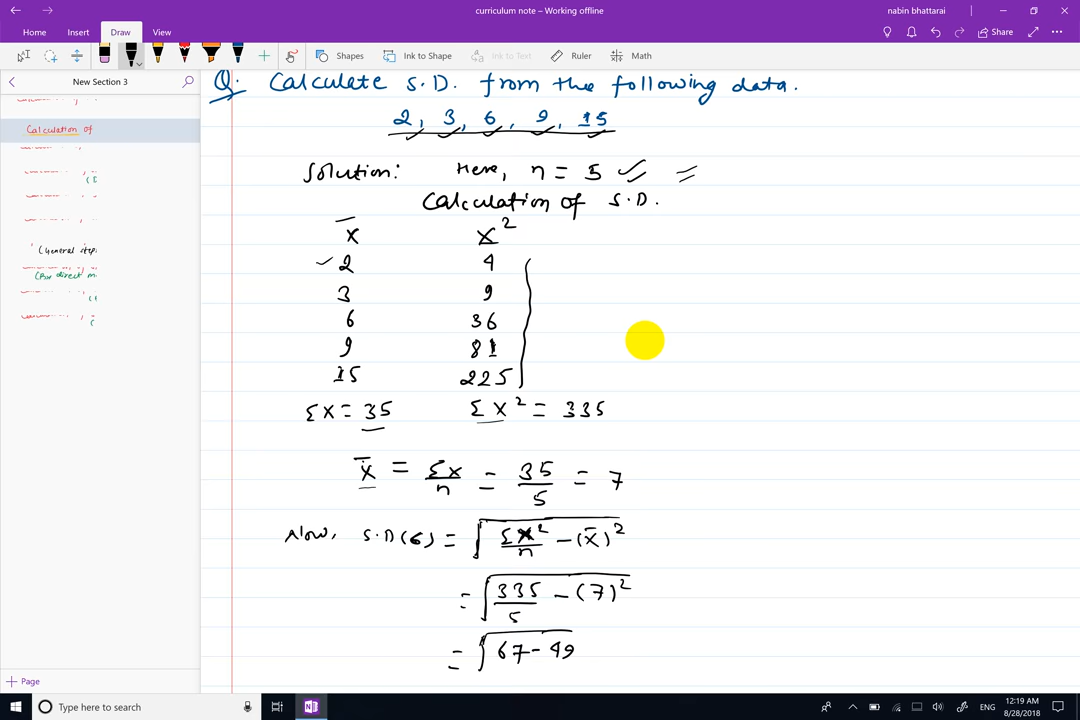 curriculum note – Working offline
nabin bhattarai
Home Insert Draw View
Share
Shapes Ink to Shape Ink to Text Ruler Math
New Section 3
Calculation of
(General step
(By direct m
Page
Q. Calculate S.D. from the following data.
2, 3, 6, 9, 15
Solution: Here, n = 5
Calculation of S.D.
X X²
2 4
3 9
6 36
9 81
15 225
ΣX = 35 ΣX² = 335
X̄ = Σx/n = 35/5 = 7
Now, S.D(σ) = √(ΣX²/n – (x̄)²)
= √(335/5 – (7)²)
= √(67 – 49
Type here to search
ENG
12:19 AM
8/28/2018